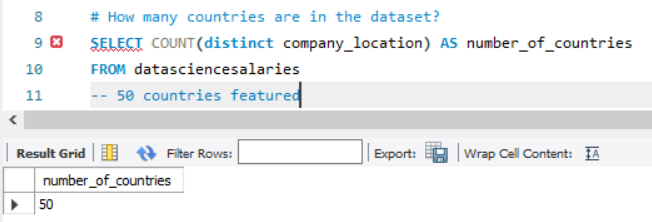 8 # How many countries are in the dataset?
9 SELECT COUNT(distinct company_location) AS number_of_countries
10 FROM datasciencesalaries
11 -- 50 countries featured
Result Grid Filter Rows: Export: Wrap Cell Content: IA
number_of_countries
50